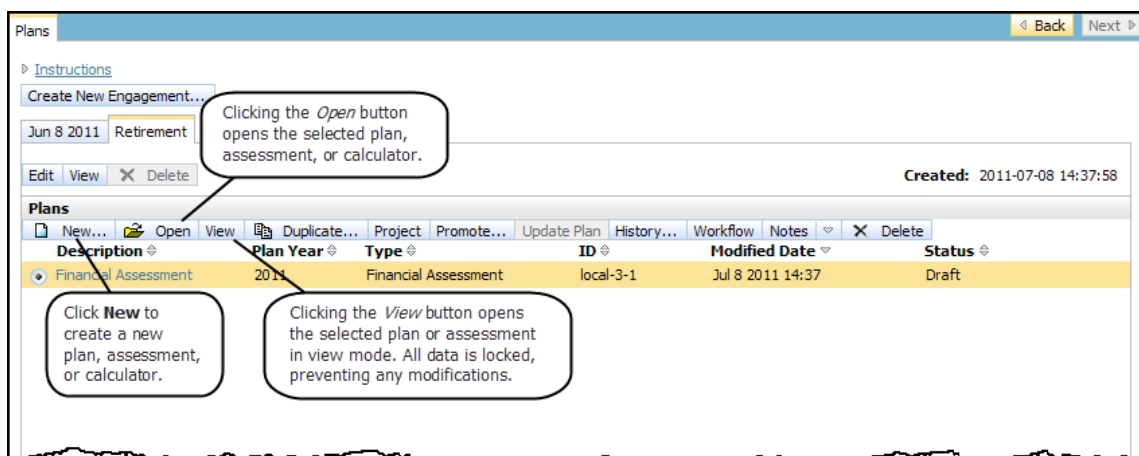 Plans
Back Next
Instructions
Create New Engagement...
Jun 8 2011 Retirement
Clicking the Open button
opens the selected plan,
assessment, or calculator.
Edit View Delete
Created: 2011-07-08 14:37:58
Plans
New... Open View Duplicate... Project Promote... Update Plan History... Workflow Notes Delete
Description Plan Year Type ID Modified Date Status
Financial Assessment 2011 Financial Assessment local-3-1 Jul 8 2011 14:37 Draft
Click New to
create a new
plan, assessment,
or calculator.
Clicking the View button opens
the selected plan or assessment
in view mode. All data is locked,
preventing any modifications.